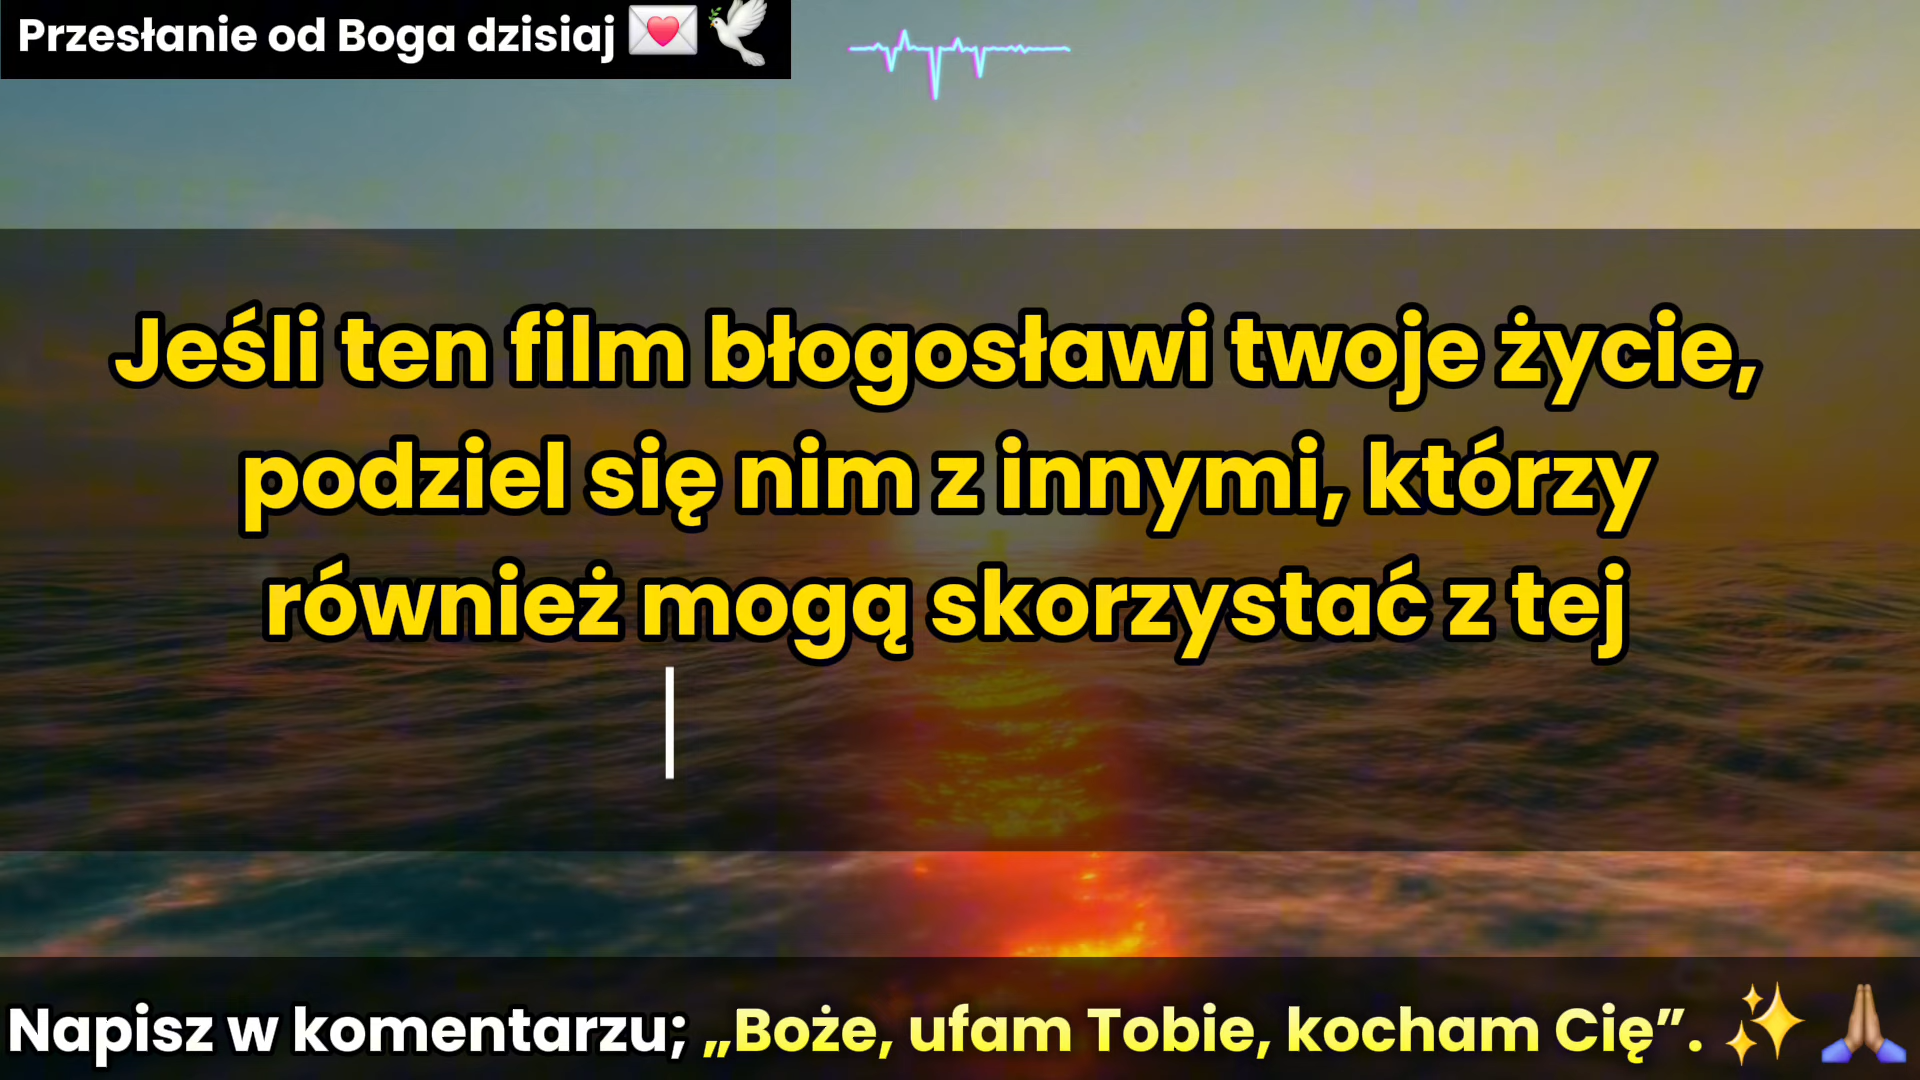 Przesłanie od Boga dzisiaj 💌🕊️
Jeśli ten film błogosławi twoje życie,
podziel się nim z innymi, którzy
również mogą skorzystać z tej
Napisz w komentarzu; „Boże, ufam Tobie, kocham Cię”. ✨🙏🏽